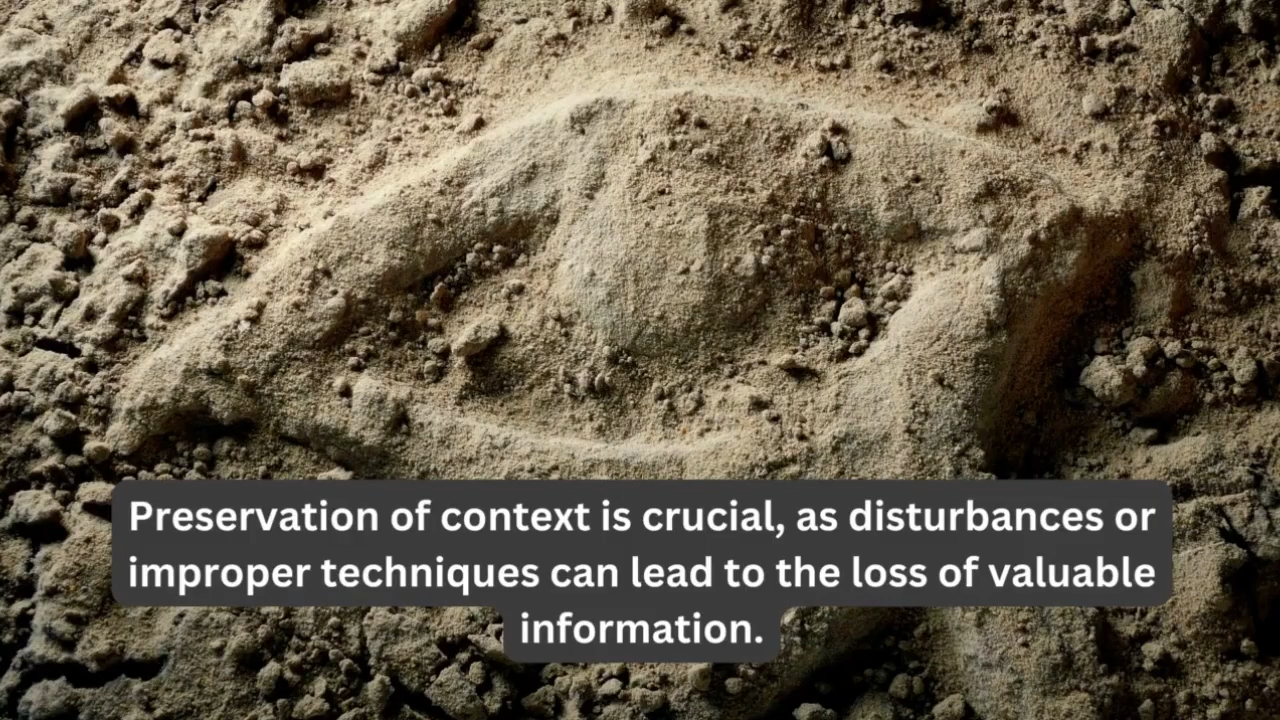 Preservation of context is crucial, as disturbances or
improper techniques can lead to the loss of valuable
information.